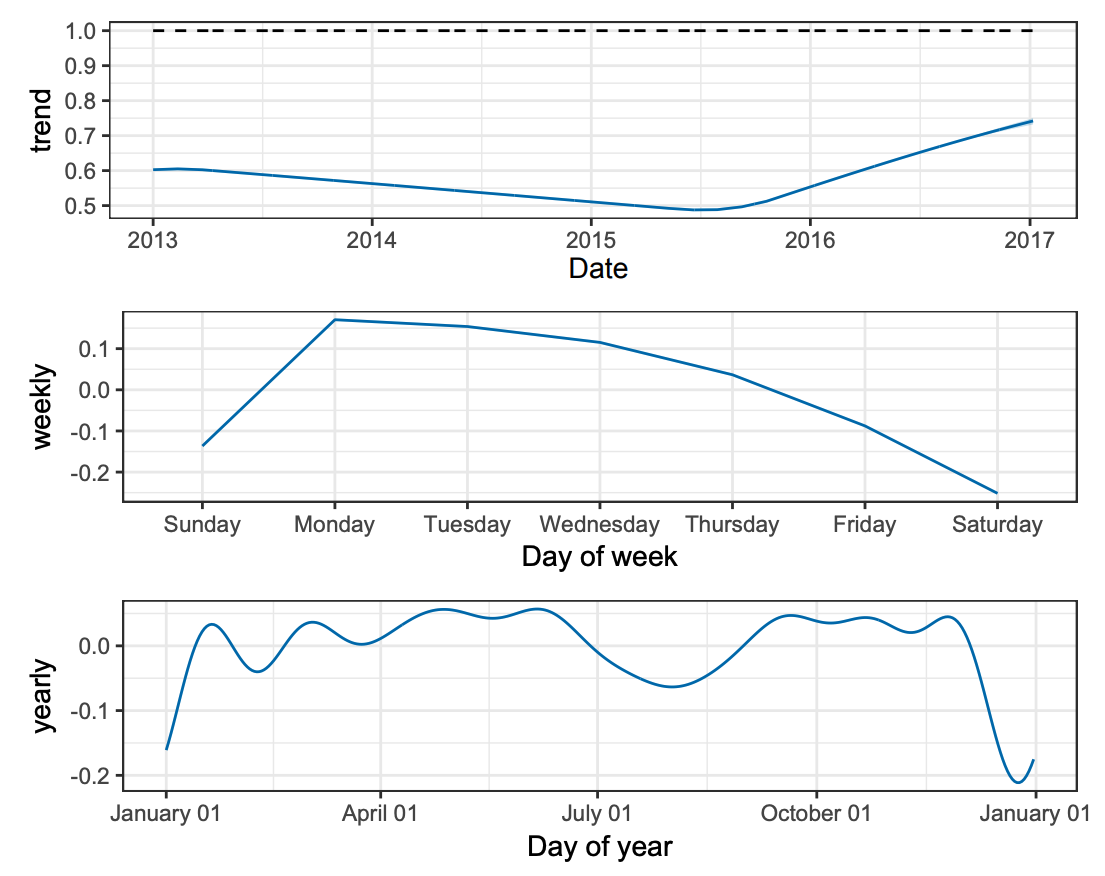 trend
1.0
0.9
0.8
0.7
0.6
0.5
2013 2014 2015 2016 2017
Date
weekly
0.1
0.0
-0.1
-0.2
Sunday Monday Tuesday Wednesday Thursday Friday Saturday
Day of week
yearly
0.0
-0.1
-0.2
January 01 April 01 July 01 October 01 January 01
Day of year